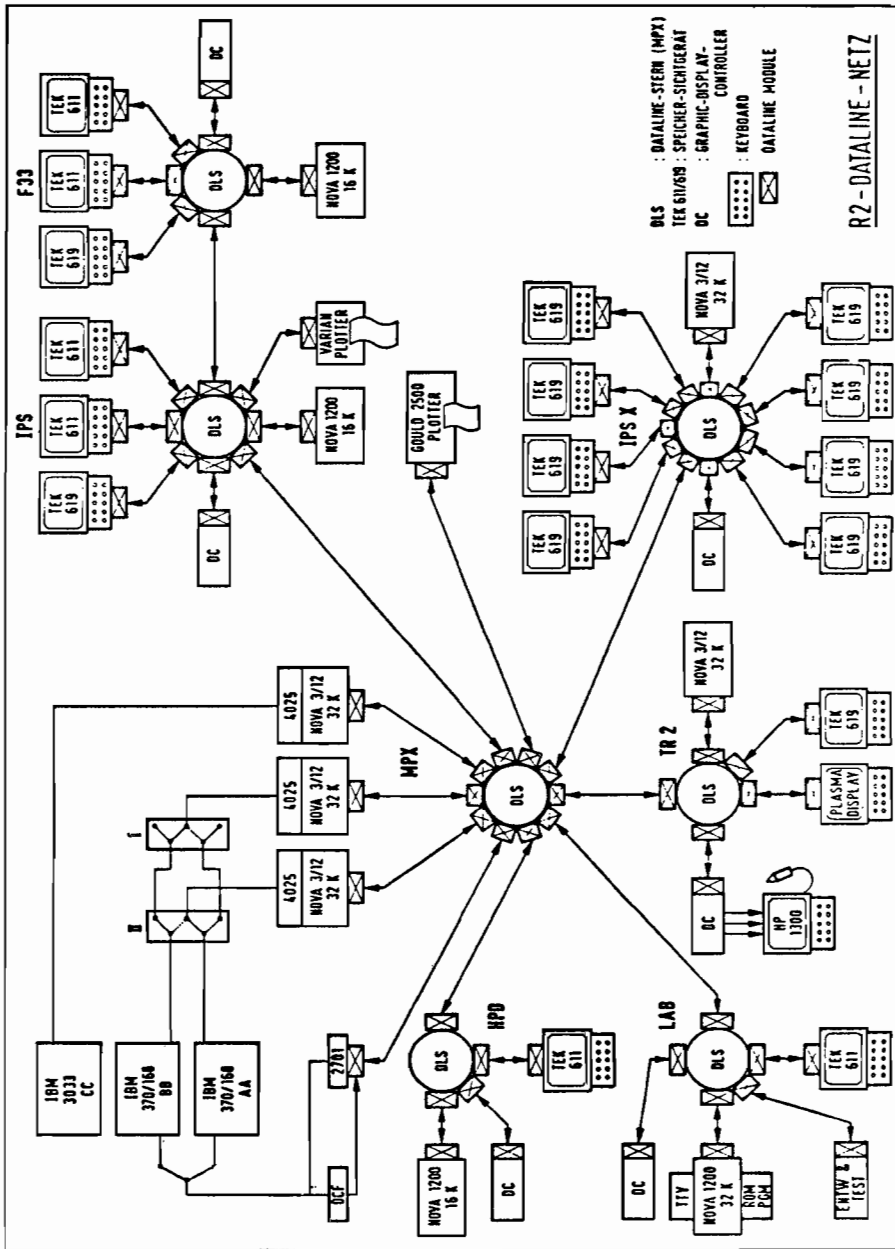 IBM
3033
CC
IBM
370/168
BB
IBM
370/168
AA
II
I
4025
NOVA 3/12
32 K
4025
NOVA 3/12
32 K
4025
NOVA 3/12
32 K
DCF
2701
MPX
DLS
IPS
TEK
619
TEK
611
TEK
611
DLS
DC
NOVA 1200
16 K
VARIAN
PLOTTER
F33
TEK
619
TEK
611
TEK
611
DLS
DC
NOVA 1200
16 K
GOULD 2500
PLOTTER
HPD
DLS
NOVA 1200
16 K
DC
TEK
611
LAB
DLS
DC
TTY
NOVA 1200
32 K
ROM
PGM
ENTW &
TEST
TEK
611
TR 2
DLS
DC
HP
1300
NOVA 3/12
32 K
PLASMA
DISPLAY
TEK
619
IPS X
TEK
619
TEK
619
TEK
619
TEK
619
DLS
DC
NOVA 3/12
32 K
TEK
619
TEK
619
TEK
619
TEK
619
DLS : DATALINE-STERN (MPX)
TEK 611/619 : SPEICHER-SICHTGERÄT
DC : GRAPHIC-DISPLAY-
CONTROLLER
: KEYBOARD
DATALINE MODULE
R2-DATALINE-NETZ